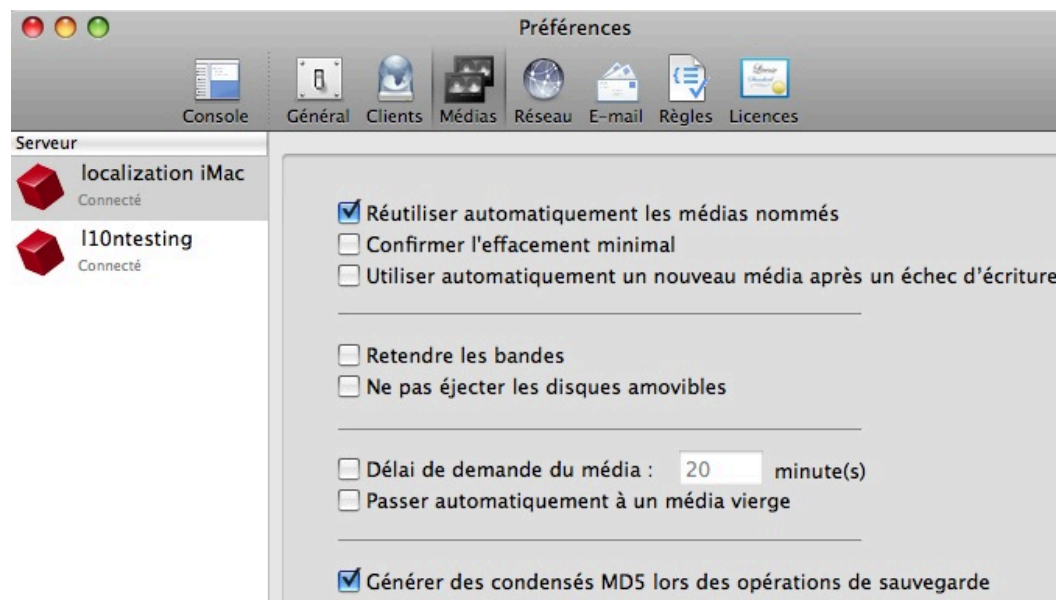 Préférences
Console
Général Clients Médias Réseau E-mail Règles Licences
Serveur
localization iMac
Connecté
l10ntesting
Connecté
Réutiliser automatiquement les médias nommés
Confirmer l'effacement minimal
Utiliser automatiquement un nouveau média après un échec d’écriture
Retendre les bandes
Ne pas éjecter les disques amovibles
Délai de demande du média : 20 minute(s)
Passer automatiquement à un média vierge
Générer des condensés MD5 lors des opérations de sauvegarde